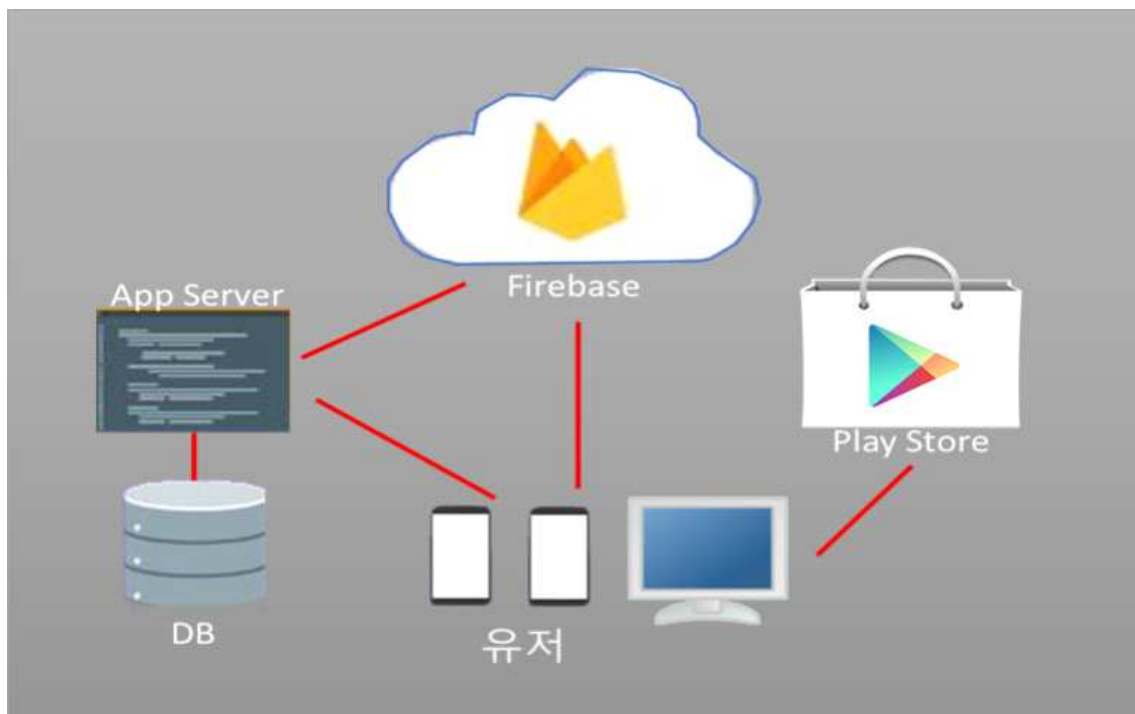 Firebase
App Server
Play Store
DB
유저